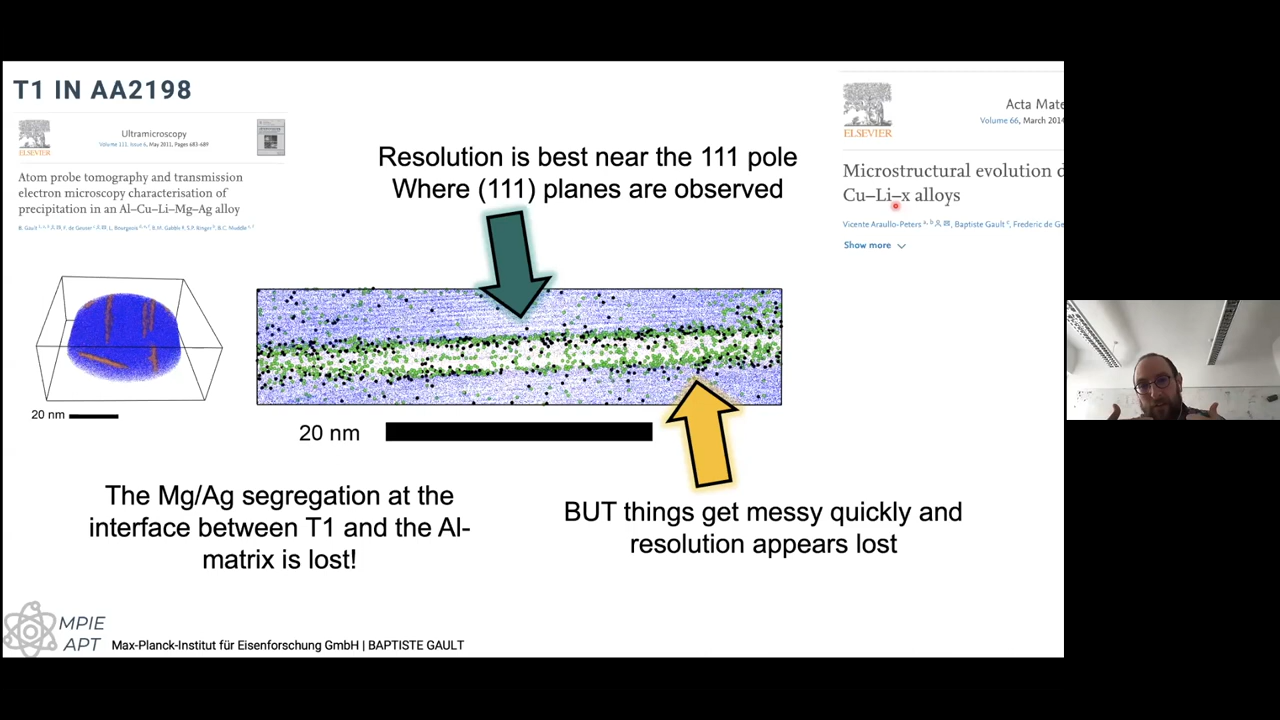 T1 IN AA2198
ELSEVIER
Ultramicroscopy
Volume 111, Issue 6, May 2011, Pages 683-689
Atom probe tomography and transmission
electron microscopy characterisation of
precipitation in an Al–Cu–Li–Mg–Ag alloy
Resolution is best near the 111 pole
Where (111) planes are observed
ELSEVIER
Acta Mate
Volume 66, March 2014
Microstructural evolution d
Cu–Li–x alloys
Vicente Araullo-Peters a, b, Baptiste Gault c, Frederic de Ge
Show more
20 nm
20 nm
The Mg/Ag segregation at the
interface between T1 and the Al-
matrix is lost!
BUT things get messy quickly and
resolution appears lost
MPIE
APT
Max-Planck-Institut für Eisenforschung GmbH | BAPTISTE GAULT